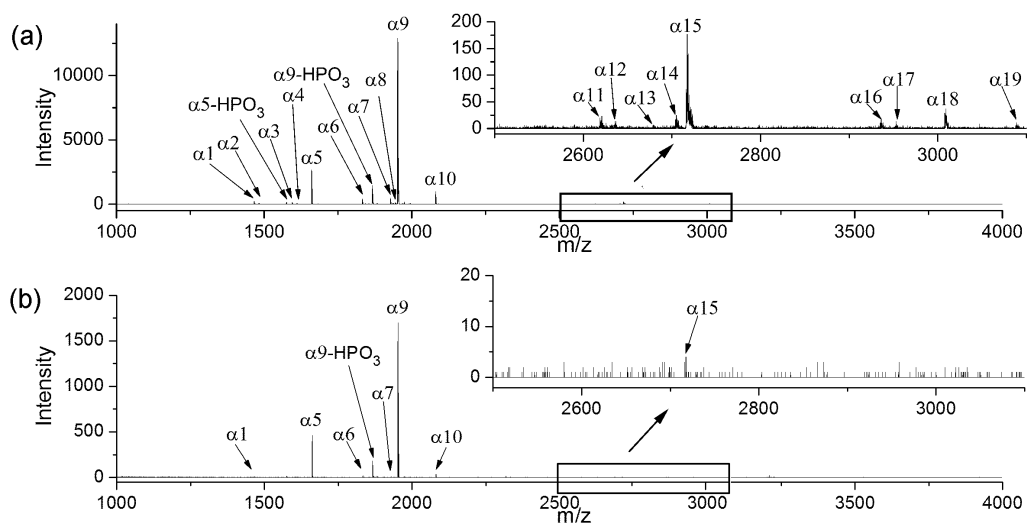 (a)
Intensity
10000
5000
0
α1
α2
α5-HPO₃
α3
α4
α5
α9-HPO₃
α6
α7
α8
α9
α10
1000
1500
2000
2500
3000
3500
4000
m/z
200
150
100
50
0
α11
α12
α13
α14
α15
α16
α17
α18
α19
2600
2800
3000
(b)
Intensity
2000
1500
1000
500
0
α1
α5
α9-HPO₃
α6
α9
α7
α10
1000
1500
2000
2500
3000
3500
4000
m/z
20
10
0
α15
2600
2800
3000